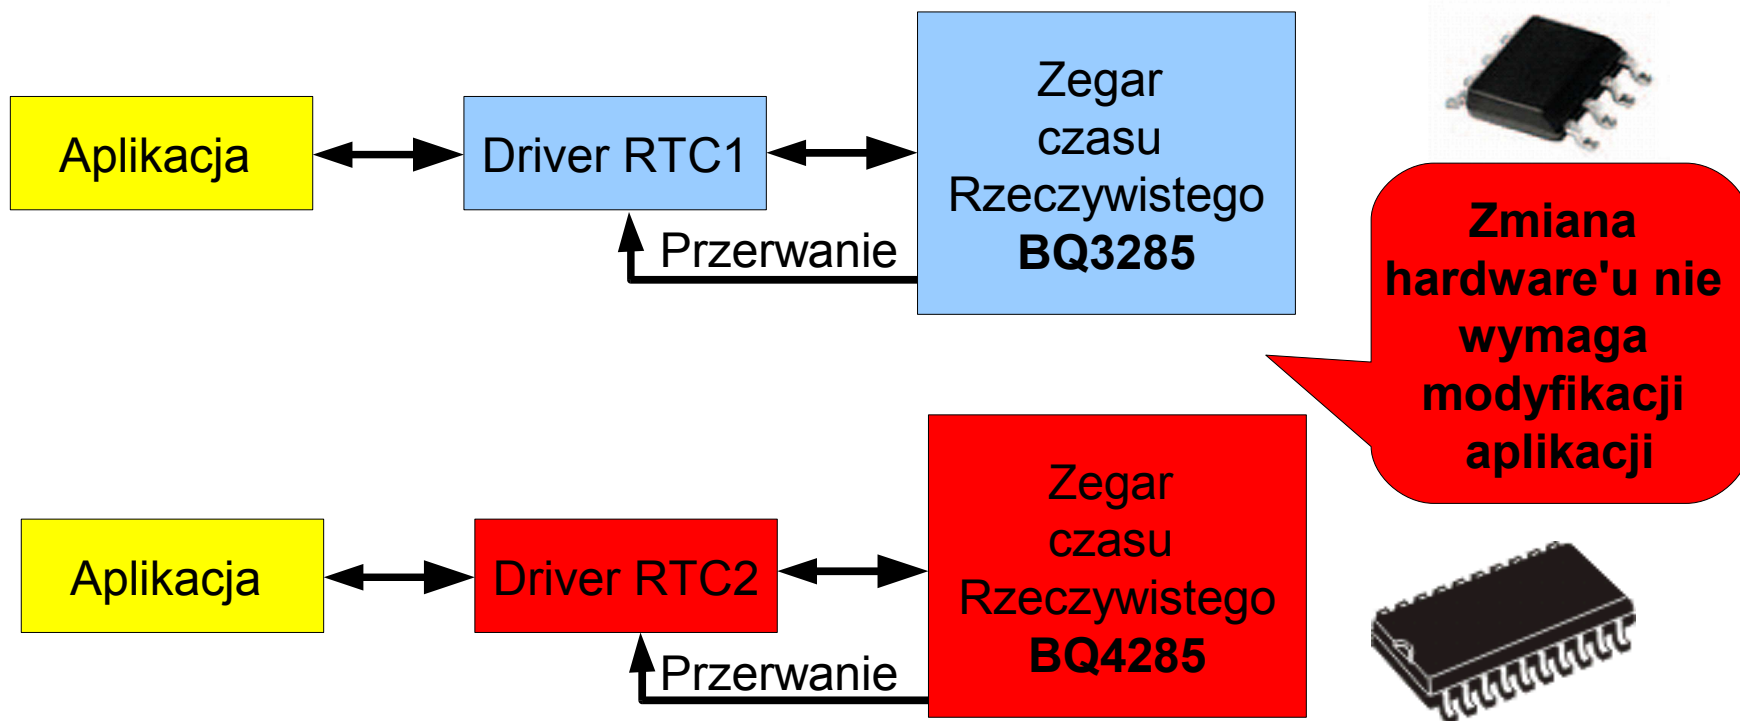 Aplikacja
Driver RTC1
Zegar
czasu
Rzeczywistego
BQ3285
Przerwanie
Zmiana
hardware'u nie
wymaga
modyfikacji
aplikacji
Aplikacja
Driver RTC2
Zegar
czasu
Rzeczywistego
BQ4285
Przerwanie